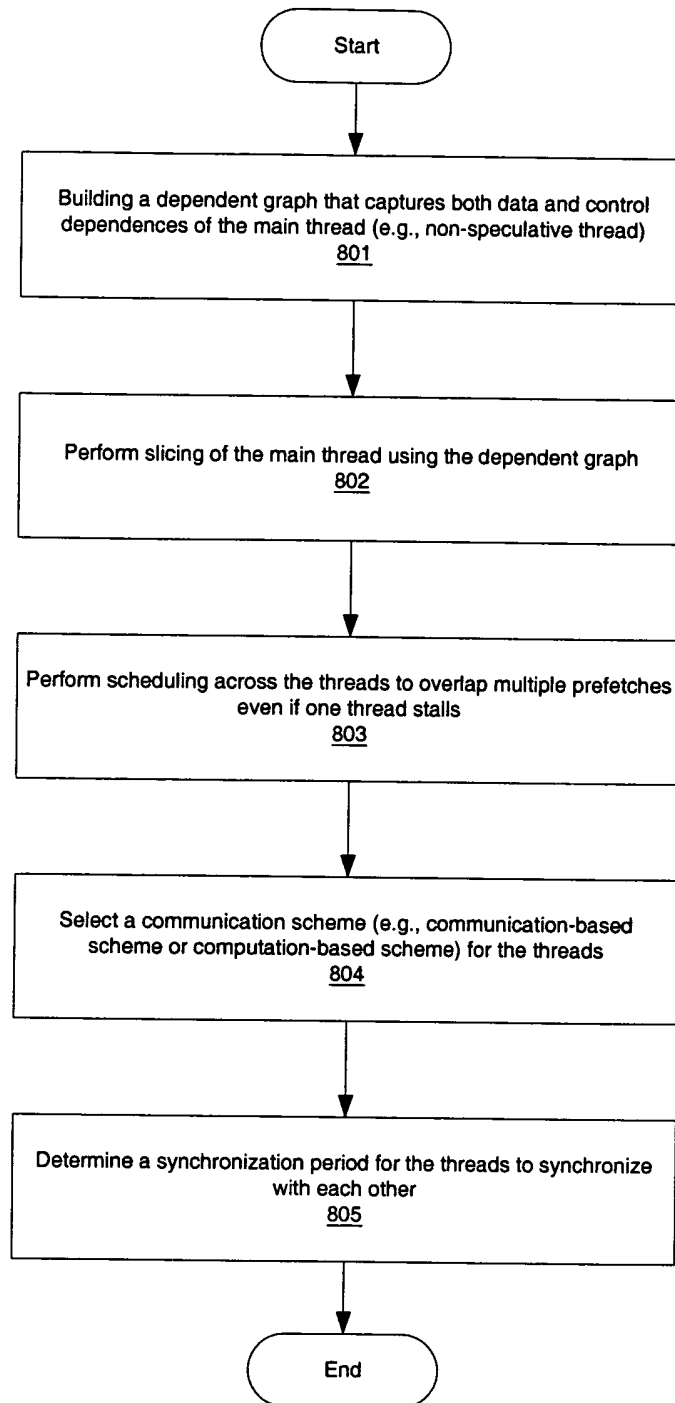 Start
Building a dependent graph that captures both data and control
dependences of the main thread (e.g., non-speculative thread)
801
Perform slicing of the main thread using the dependent graph
802
Perform scheduling across the threads to overlap multiple prefetches
even if one thread stalls
803
Select a communication scheme (e.g., communication-based
scheme or computation-based scheme) for the threads
804
Determine a synchronization period for the threads to synchronize
with each other
805
End